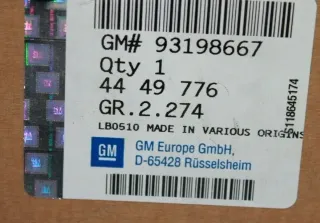 GM# 93198667
Qty 1
44 49 776
GR.2.274
LB0510 MADE IN VARIOUS ORIGINS
118645174
GM
GM Europe GmbH,
D-65428 Rüsselsheim